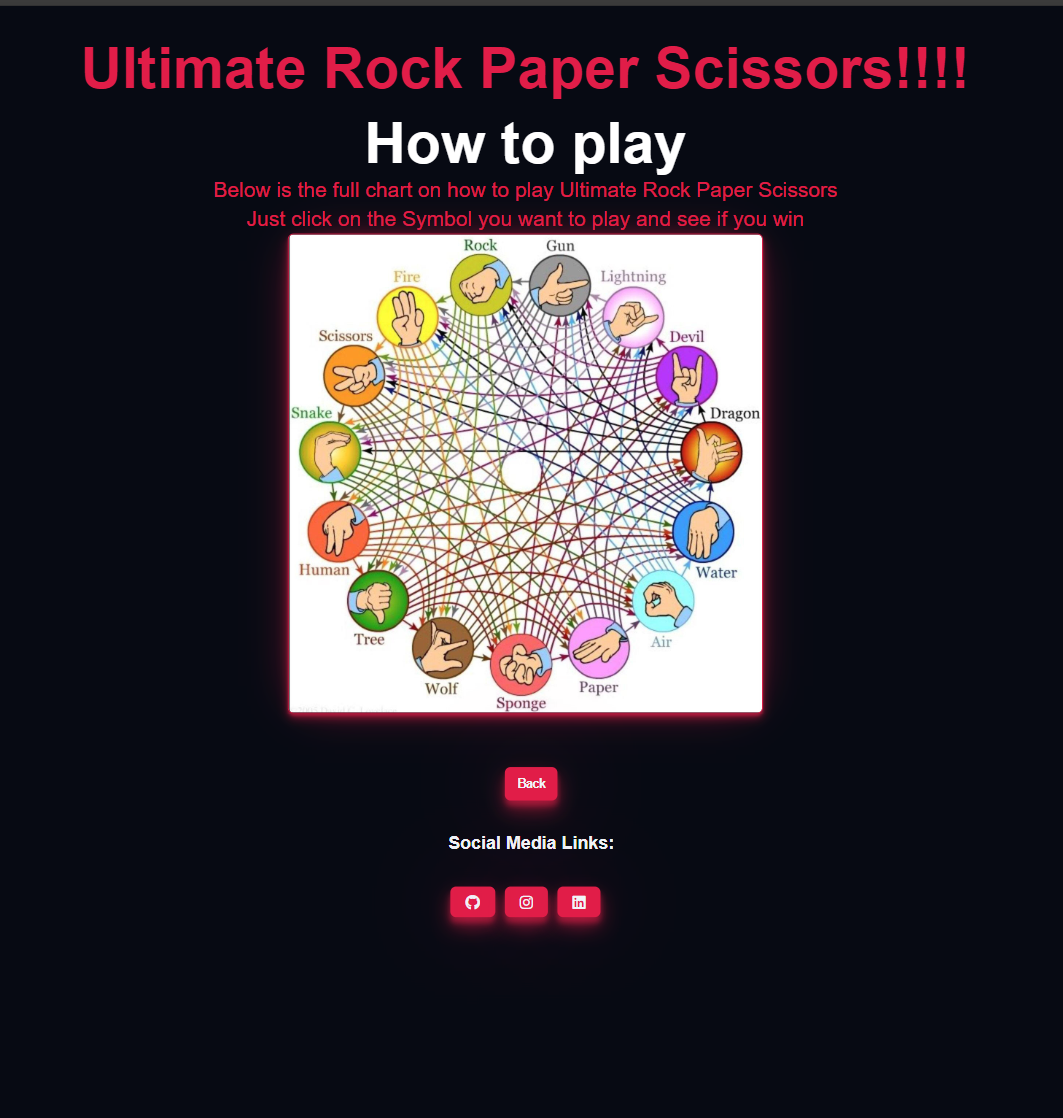 Ultimate Rock Paper Scissors!!!!
How to play
Below is the full chart on how to play Ultimate Rock Paper Scissors
Just click on the Symbol you want to play and see if you win
Rock
Gun
Fire
Lightning
Scissors
Devil
Snake
Dragon
Human
Water
Tree
Air
Wolf
Paper
Sponge
Back
Social Media Links: